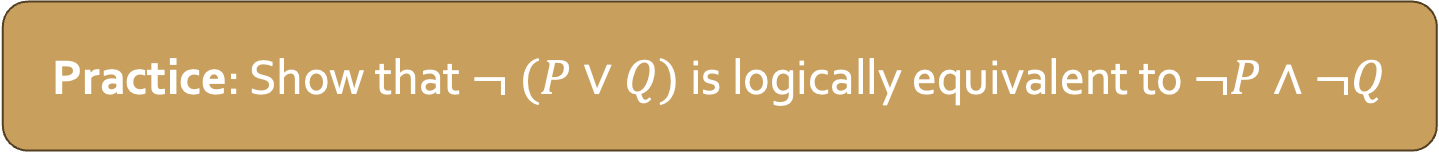 Practice: Show that ¬ (𝑃 ∨ 𝑄) is logically equivalent to ¬𝑃 ∧ ¬𝑄